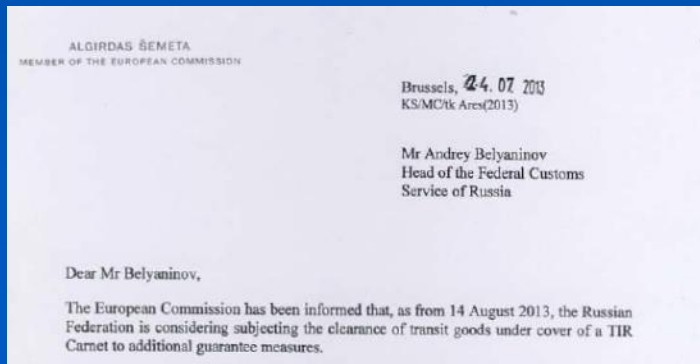 ALGIRDAS ŠEMETA
MEMBER OF THE EUROPEAN COMMISSION
Brussels, 24. 07. 2013
KS/MC/tk Ares(2013)
Mr Andrey Belyaninov
Head of the Federal Customs
Service of Russia
Dear Mr Belyaninov,
The European Commission has been informed that, as from 14 August 2013, the Russian
Federation is considering subjecting the clearance of transit goods under cover of a TIR
Carnet to additional guarantee measures.